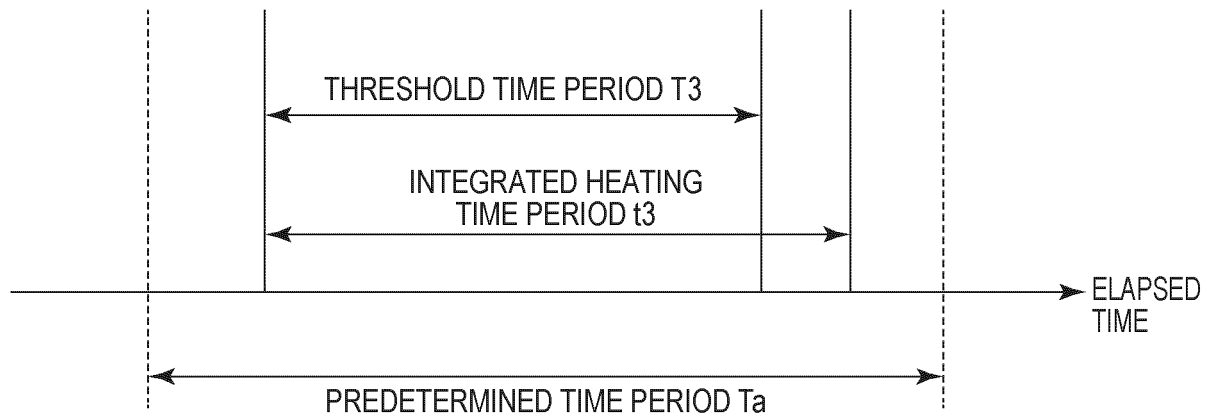 THRESHOLD TIME PERIOD T3
INTEGRATED HEATING
TIME PERIOD t3
ELAPSED
TIME
PREDETERMINED TIME PERIOD Ta